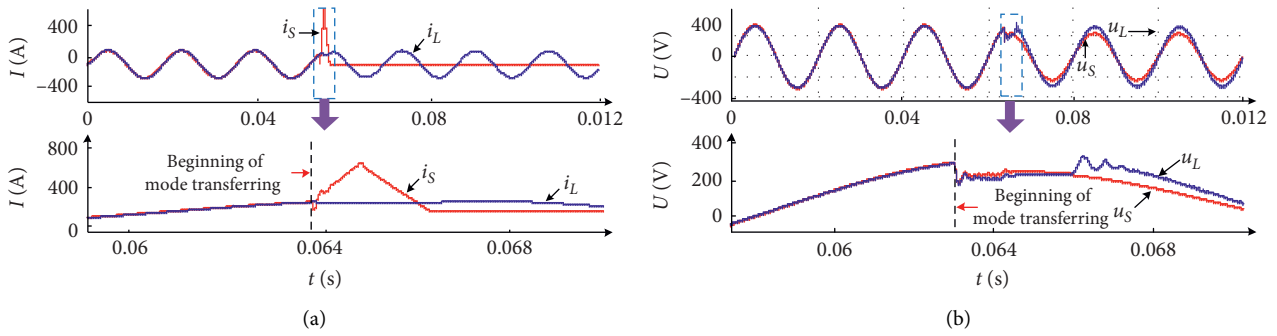 I (A)
400
0
−400
i_S
i_L
0
0.04
0.08
0.012
I (A)
800
400
0
Beginning of
mode transferring
i_S
i_L
0.06
0.064
0.068
t (s)
(a)
U (V)
400
0
−400
u_L
u_S
0
0.04
0.08
0.012
U (V)
400
200
0
Beginning of
mode transferring
u_L
u_S
0.06
0.064
0.068
t (s)
(b)